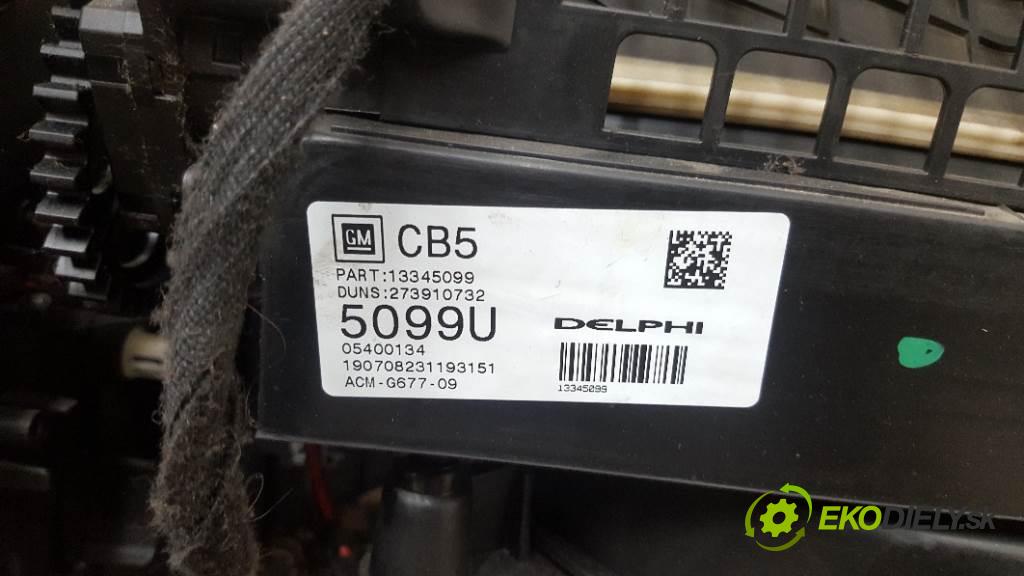 GM CB5
PART:13345099
DUNS:273910732
5099U
DELPHI
05400134
190708231193151
ACM-G677-09
13345099
EKODIELY.SK